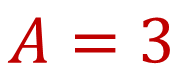 A = 3